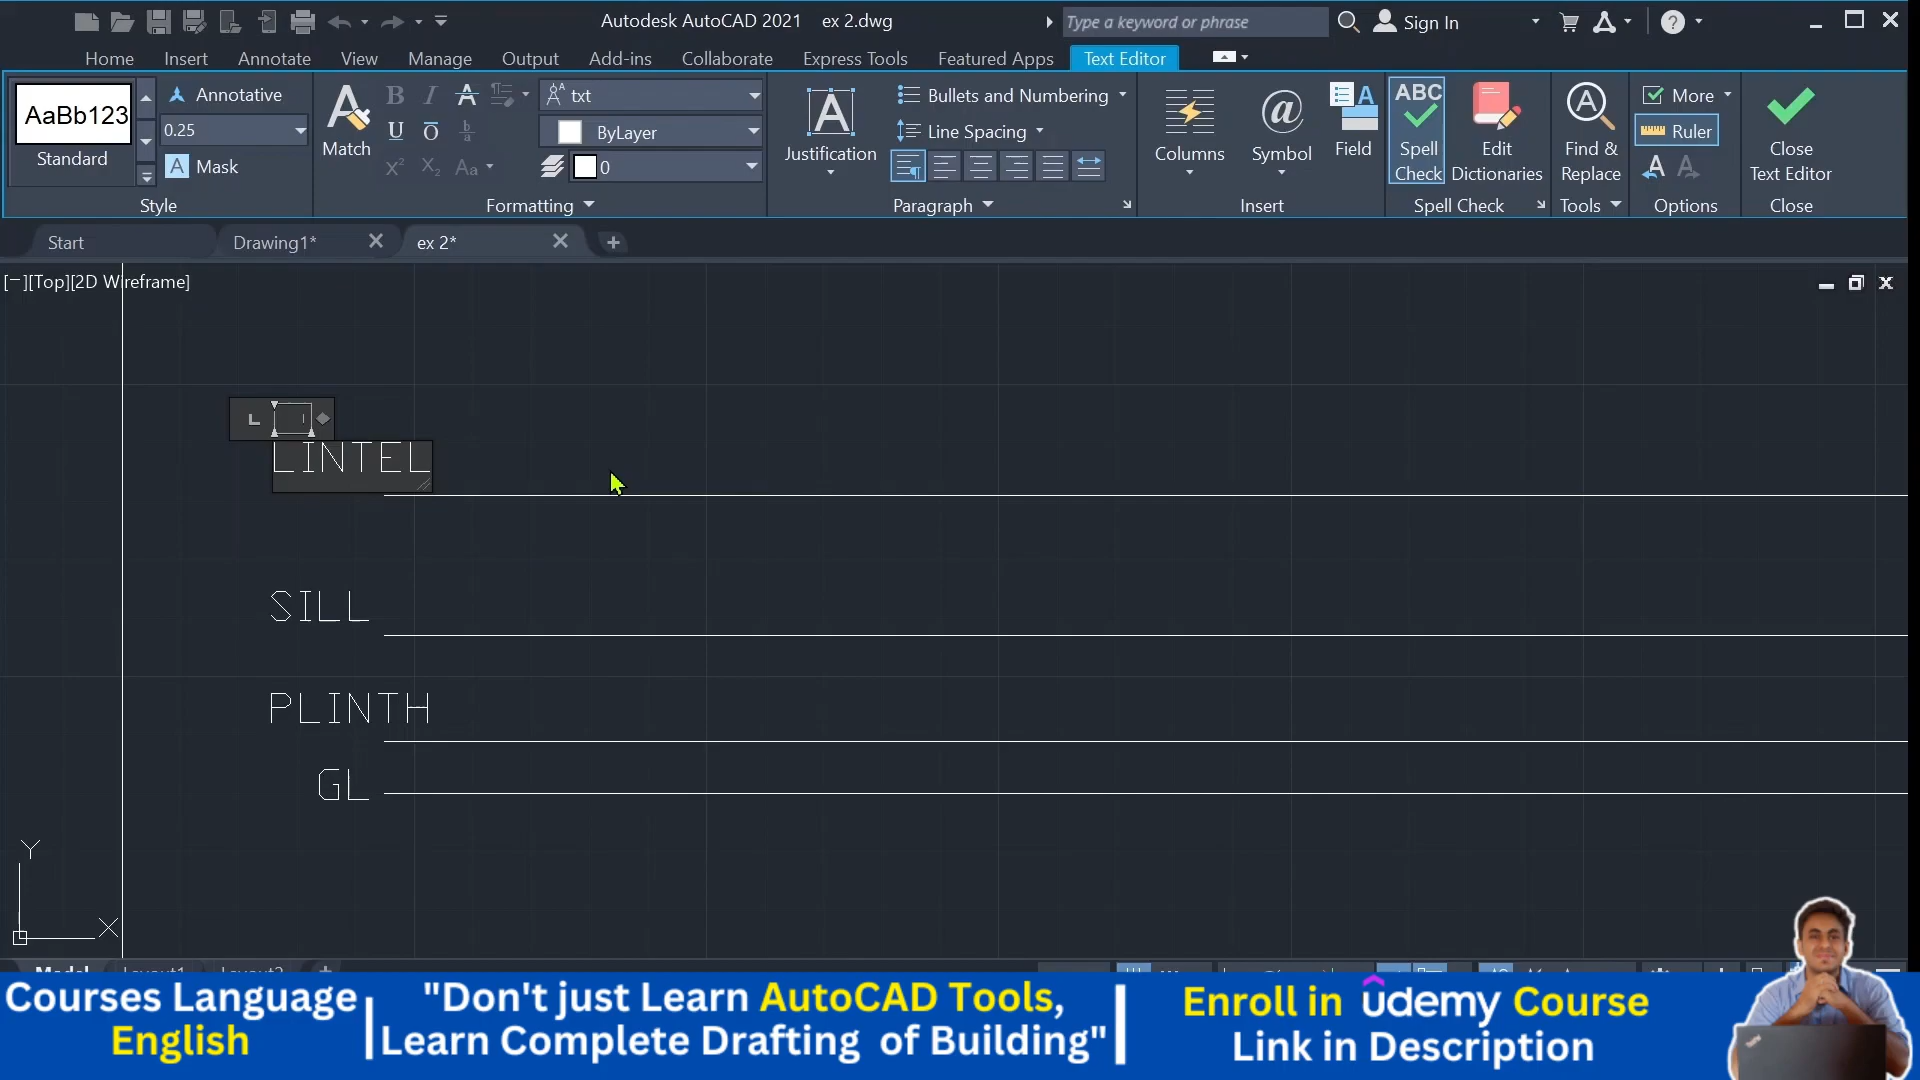 Autodesk AutoCAD 2021 ex 2.dwg
Type a keyword or phrase
Sign In
Home Insert Annotate View Manage Output Add-ins Collaborate Express Tools Featured Apps Text Editor
AaBb123
Standard
Annotative
0.25
Mask
Style
Match
txt
ByLayer
0
Formatting
Justification
Bullets and Numbering
Line Spacing
Paragraph
Columns
Symbol
Field
Insert
ABC
Spell
Check
Edit
Dictionaries
Spell Check
Find &
Replace
Tools
More
Ruler
Options
Close
Text Editor
Close
Start
Drawing1*
ex 2*
[−][Top][2D Wireframe]
LINTEL
SILL
PLINTH
GL
Y
X
Model Layout1 Layout2
Courses Language
English
"Don't just Learn AutoCAD Tools,
Learn Complete Drafting of Building"
Enroll in ûdemy Course
Link in Description